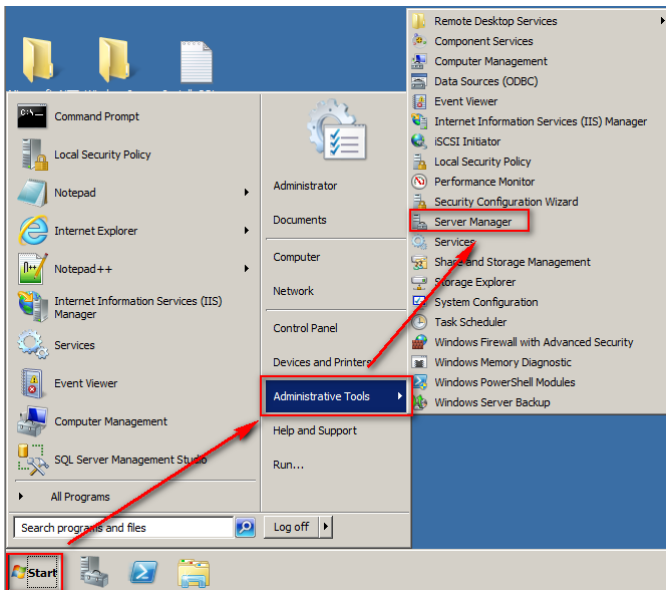 Command Prompt
Local Security Policy
Notepad
Internet Explorer
Notepad++
Internet Information Services (IIS)
Manager
Services
Event Viewer
Computer Management
SQL Server Management Studio
All Programs
Search programs and files
Start
Administrator
Documents
Computer
Network
Control Panel
Devices and Printers
Administrative Tools
Help and Support
Run...
Log off
Remote Desktop Services
Component Services
Computer Management
Data Sources (ODBC)
Event Viewer
Internet Information Services (IIS) Manager
iSCSI Initiator
Local Security Policy
Performance Monitor
Security Configuration Wizard
Server Manager
Services
Share and Storage Management
Storage Explorer
System Configuration
Task Scheduler
Windows Firewall with Advanced Security
Windows Memory Diagnostic
Windows PowerShell Modules
Windows Server Backup